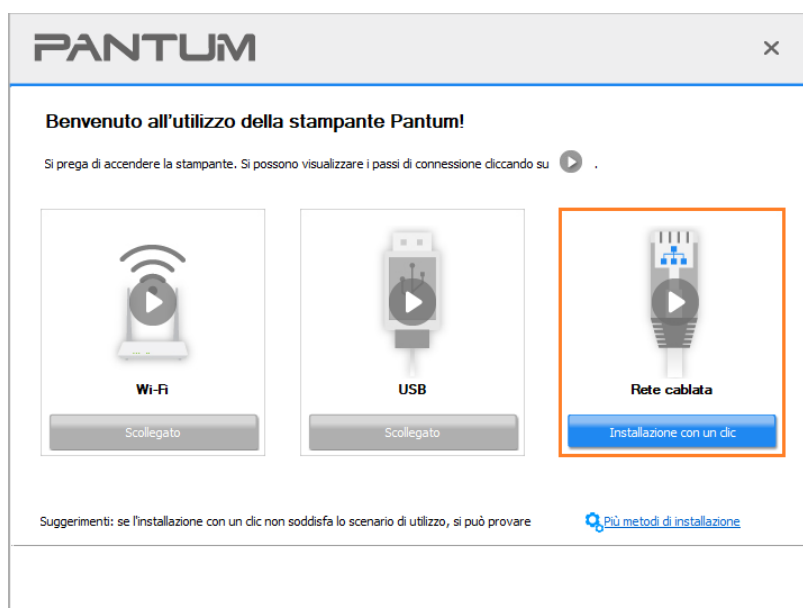 PANTUM
Benvenuto all'utilizzo della stampante Pantum!
Si prega di accendere la stampante. Si possono visualizzare i passi di connessione cliccando su .
Wi-Fi
USB
Rete cablata
Scollegato
Scollegato
Installazione con un clic
Suggerimenti: se l'installazione con un clic non soddisfa lo scenario di utilizzo, si può provare
Più metodi di installazione